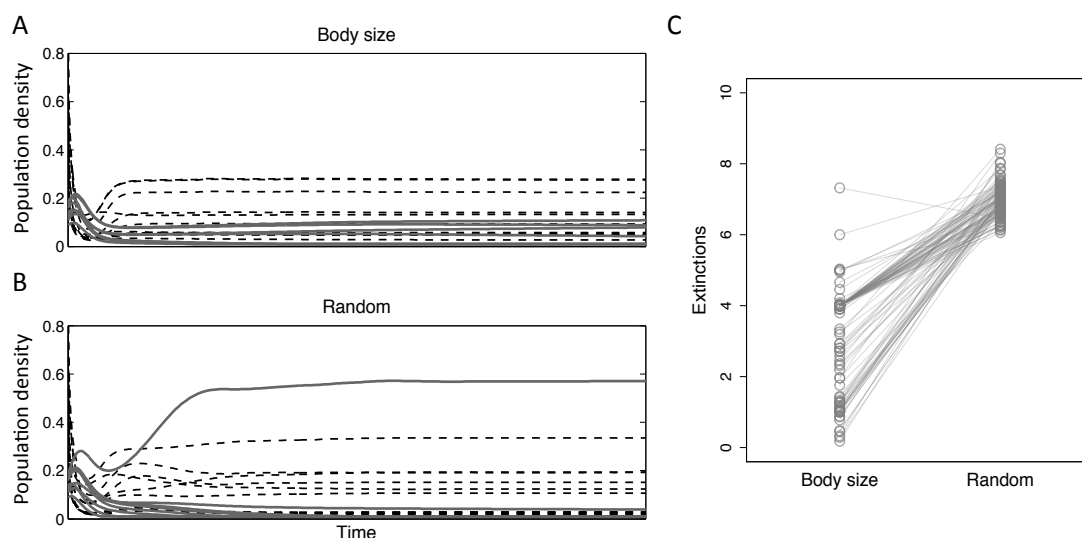 A
Body size
Population density
0.8
0.6
0.4
0.2
0
B
Random
Population density
0.8
0.6
0.4
0.2
0
Time
C
Extinctions
10
8
6
4
2
0
Body size
Random